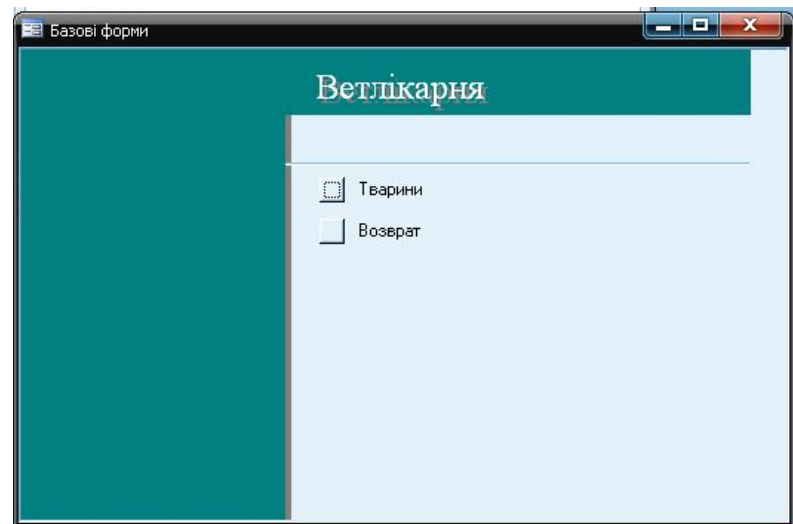 Базові форми
Ветлікарня
Тварини
Возврат